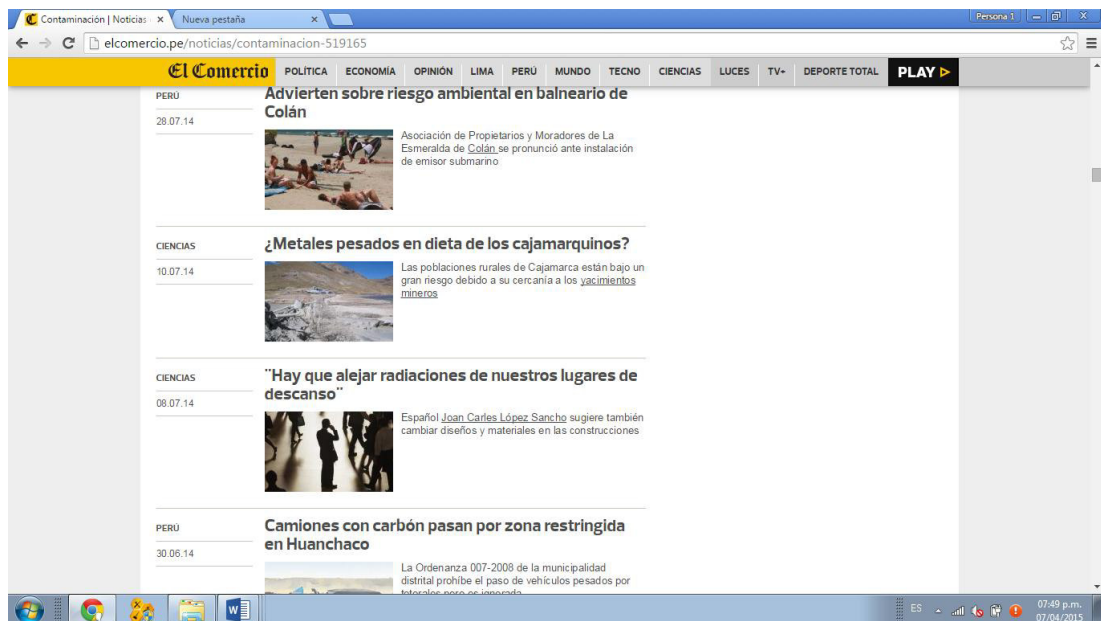 Contaminación | Noticias
Nueva pestaña
Persona 1
elcomercio.pe/noticias/contaminacion-519165
El Comercio POLÍTICA ECONOMÍA OPINIÓN LIMA PERÚ MUNDO TECNO CIENCIAS LUCES TV+ DEPORTE TOTAL PLAY
PERÚ
28.07.14
Advierten sobre riesgo ambiental en balneario de
Colán
Asociación de Propietarios y Moradores de La
Esmeralda de Colán se pronunció ante instalación
de emisor submarino
CIENCIAS
10.07.14
¿Metales pesados en dieta de los cajamarquinos?
Las poblaciones rurales de Cajamarca están bajo un
gran riesgo debido a su cercanía a los yacimientos
mineros
CIENCIAS
08.07.14
¨Hay que alejar radiaciones de nuestros lugares de
descanso¨
Español Joan Carles López Sancho sugiere también
cambiar diseños y materiales en las construcciones
PERÚ
30.06.14
Camiones con carbón pasan por zona restringida
en Huanchaco
La Ordenanza 007-2008 de la municipalidad
distrital prohíbe el paso de vehículos pesados por
totorales pero es ignorada
ES
07:49 p.m.
07/04/2015